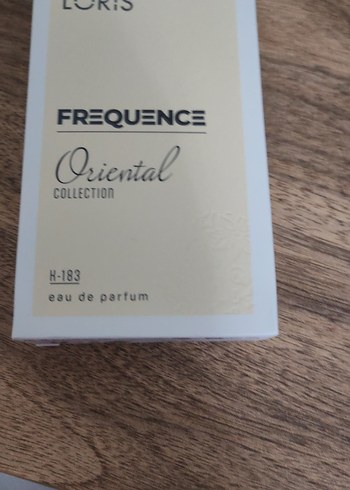 LORIS
FREQUENCE
Oriental
COLLECTION
H-183
eau de parfum